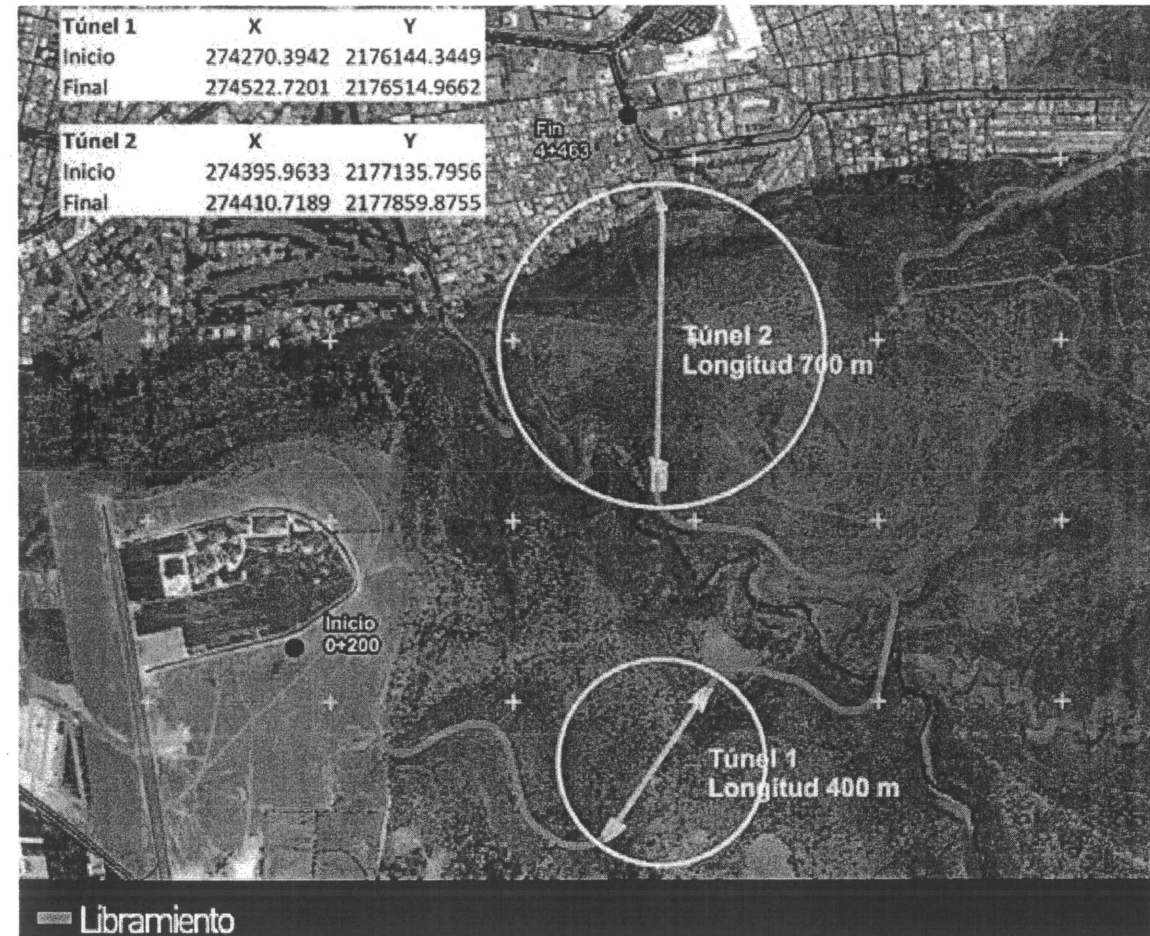 Túnel 1 X Y
Inicio 274270.3942 2176144.3449
Final 274522.7201 2176514.9662
Túnel 2 X Y
Inicio 274395.9633 2177135.7956
Final 274410.7189 2177859.8755
Fin
4+463
Túnel 2
Longitud 700 m
Inicio
0+200
Túnel 1
Longitud 400 m
Libramiento